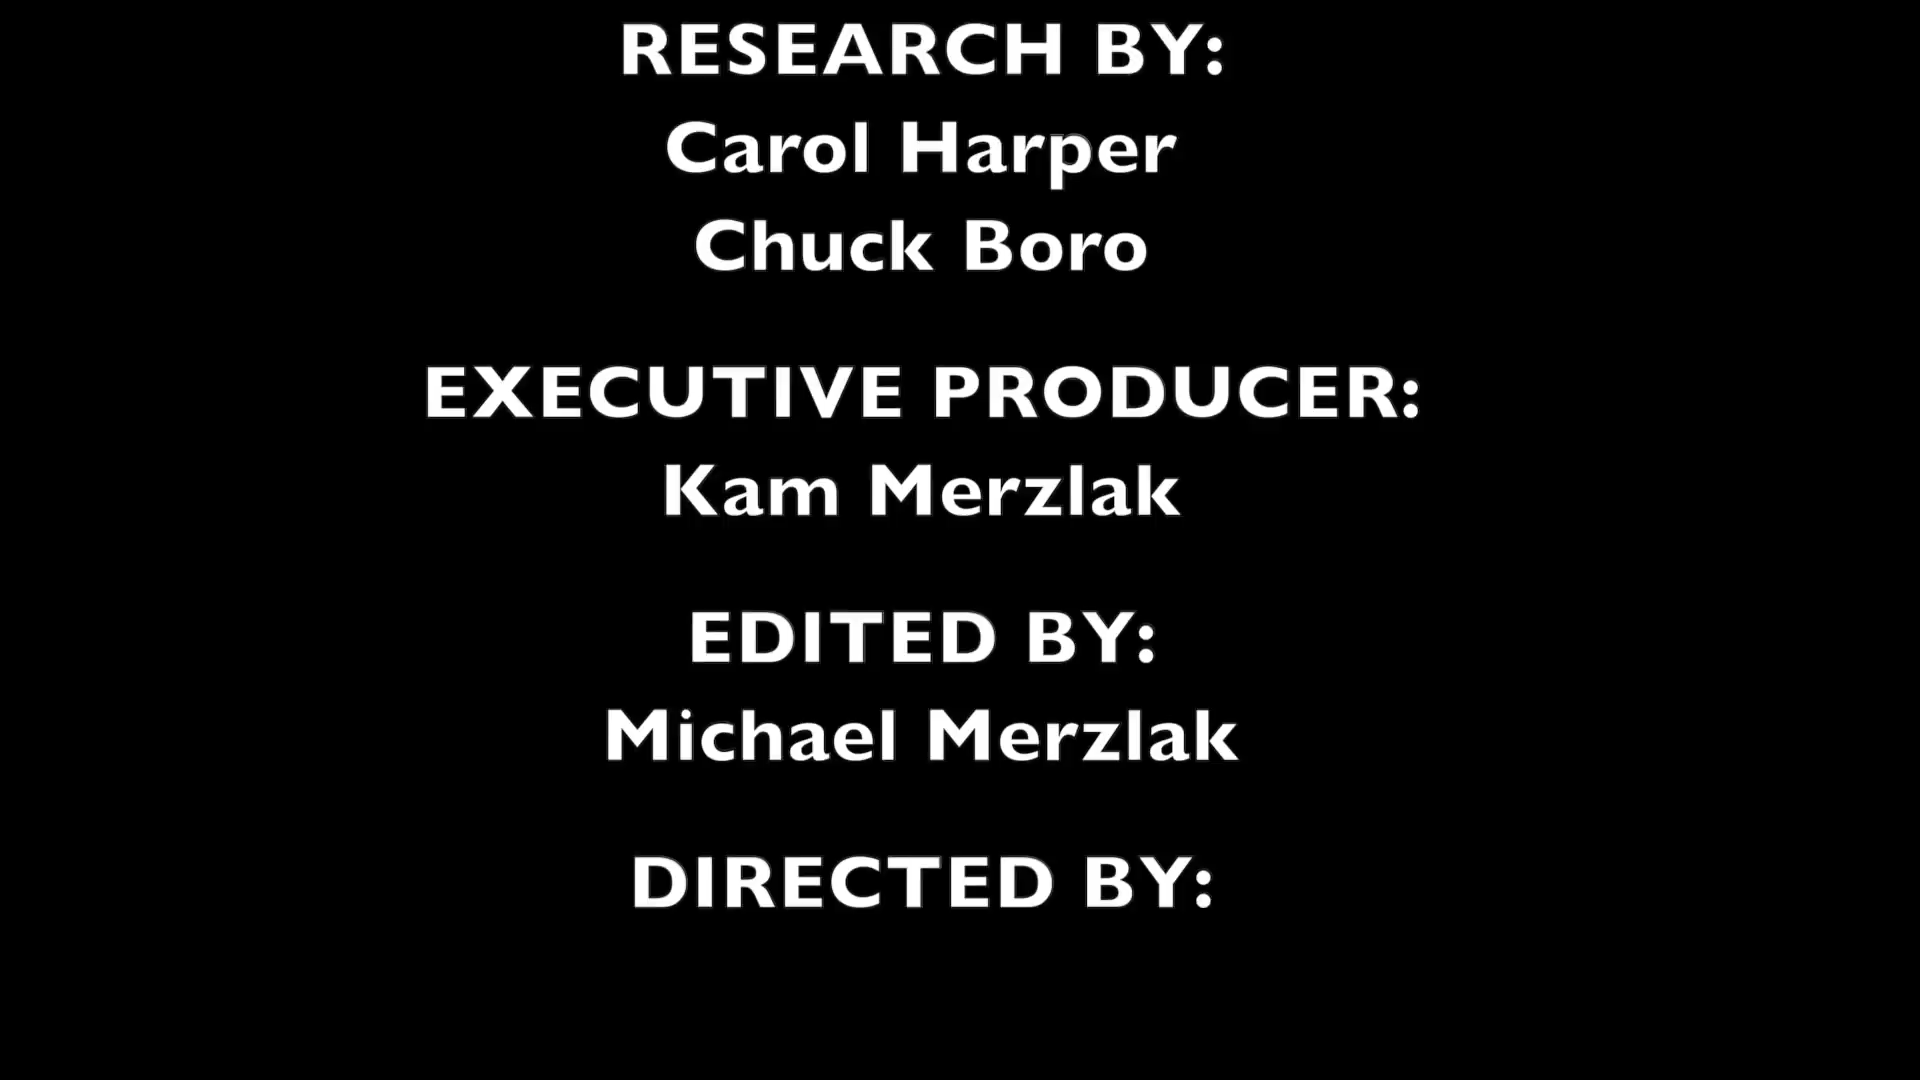 RESEARCH BY:
Carol Harper
Chuck Boro
EXECUTIVE PRODUCER:
Kam Merzlak
EDITED BY:
Michael Merzlak
DIRECTED BY: